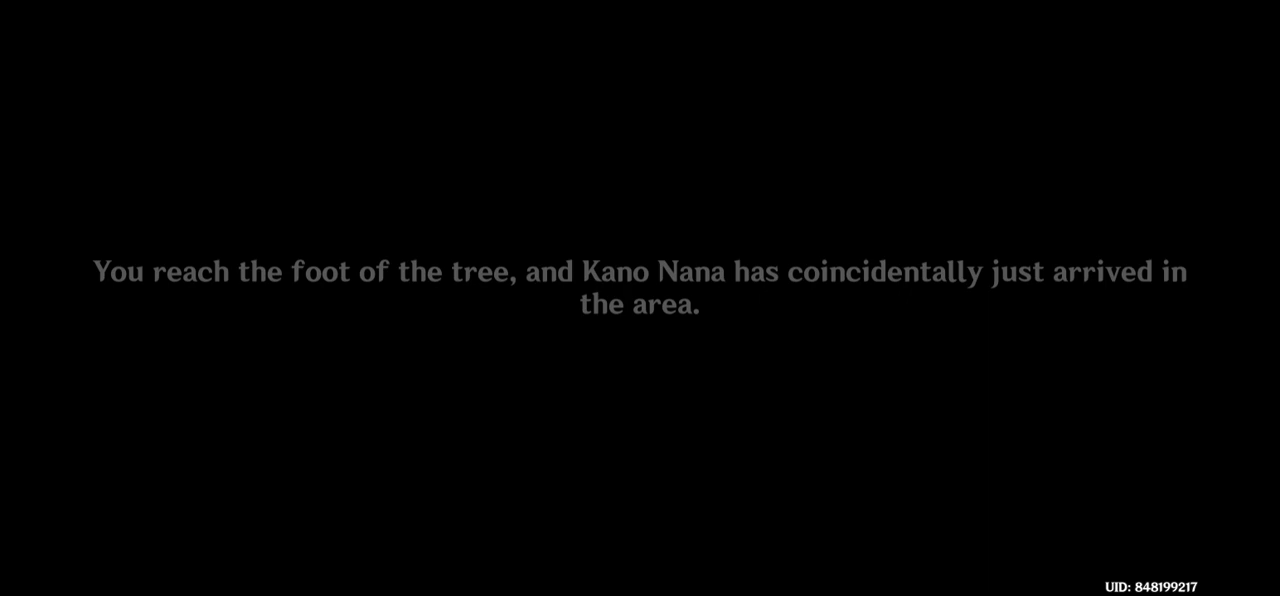 You reach the foot of the tree, and Kano Nana has coincidentally just arrived in
the area.
UID: 848199217